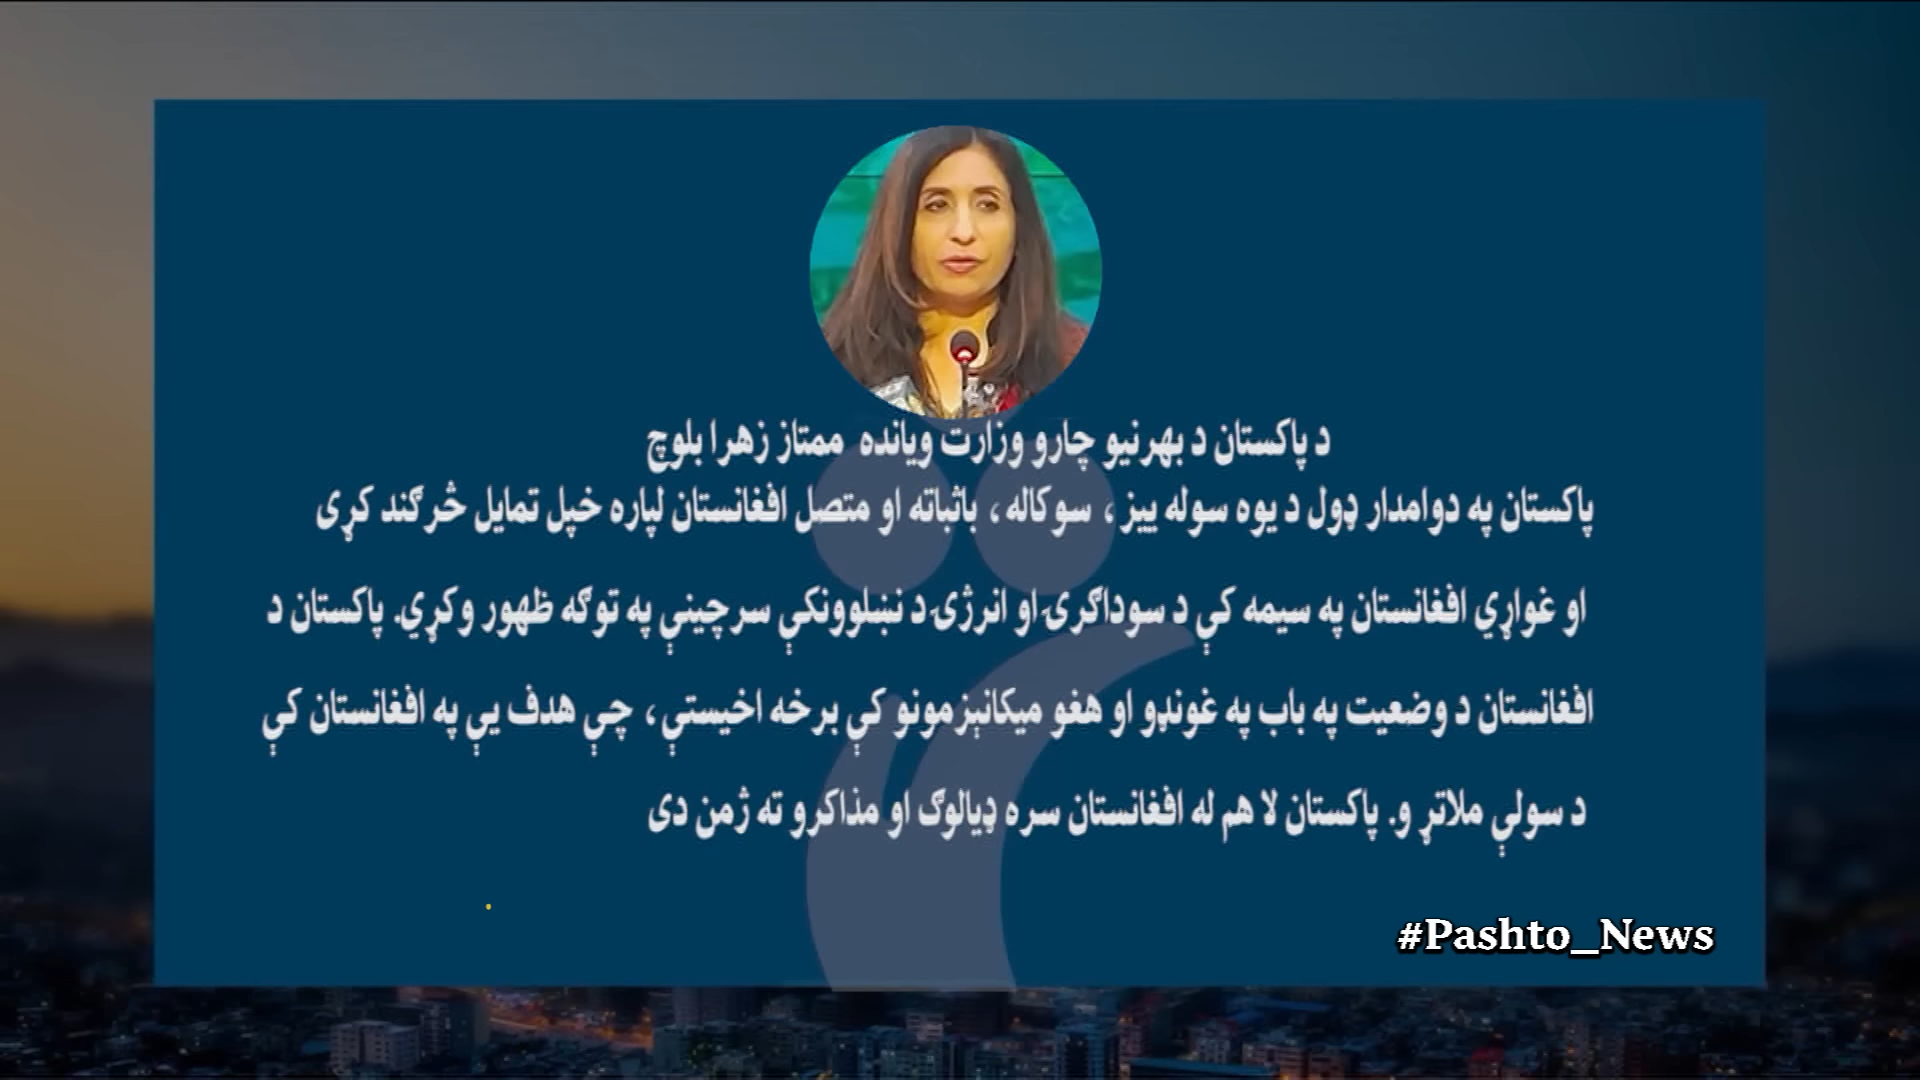 د پاکستان د بهرنیو چارو وزارت ویانده ممتاز زهرا بلوچ
پاکستان په دوامدار ډول د یوه سوله ییز ، سوکاله ، باثباته او متصل افغانستان لپاره خپل تمایل څرګند کړی
او غواړي افغانستان په سیمه کې د سوداګرۍ او انرژۍ د نښلوونکې سرچینې په توګه ظهور وکړي. پاکستان د
افغانستان د وضعیت په باب په غونډو او هغو میکانېزمونو کې برخه اخیستې، چې هدف یې په افغانستان کې
د سولې ملاتړ و. پاکستان لا هم له افغانستان سره ډیالوګ او مذاکرو ته ژمن دی
#Pashto_News